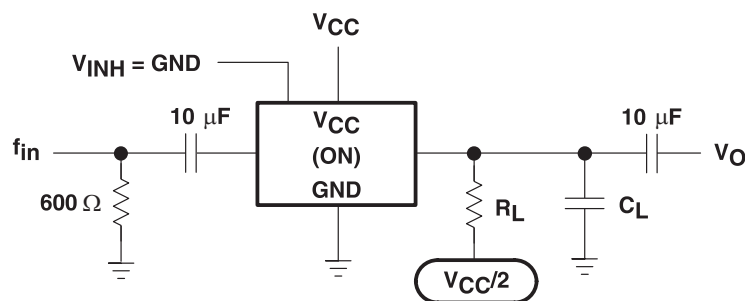 VCC
VINH = GND
10 μF
VCC
(ON)
GND
10 μF
fin
VO
600 Ω
RL
CL
VCC/2